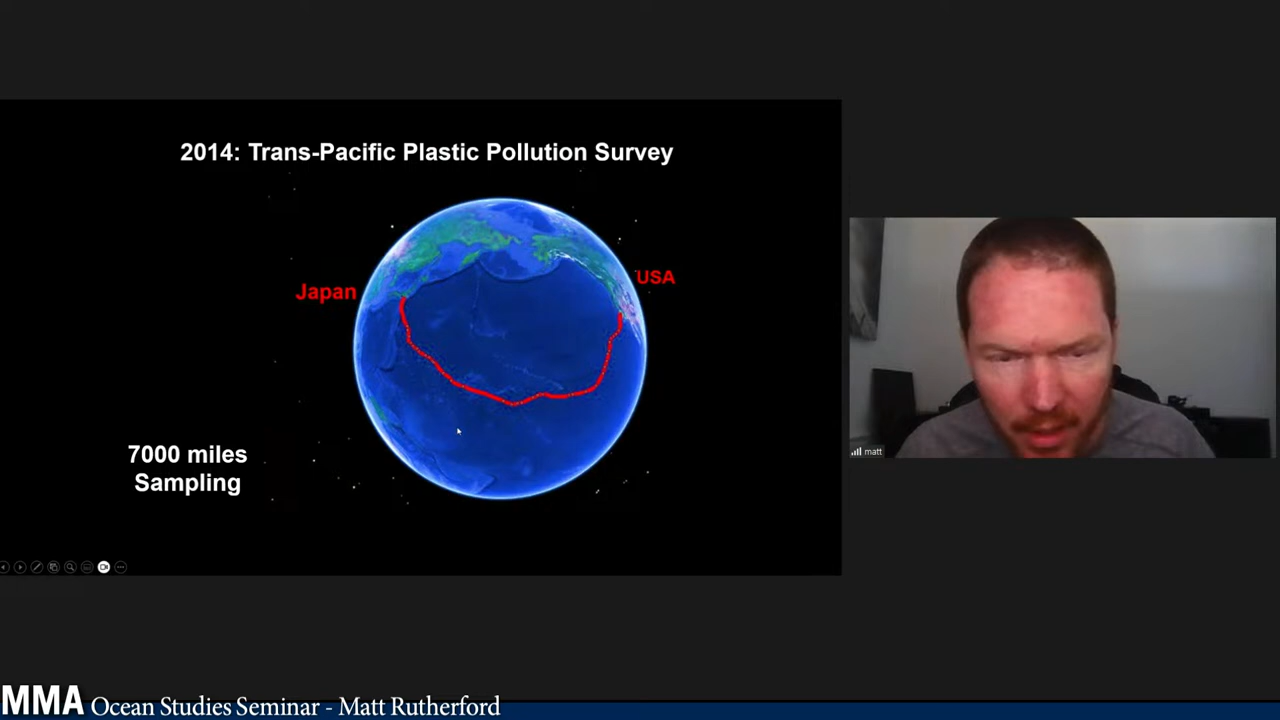 2014: Trans-Pacific Plastic Pollution Survey
Japan
USA
7000 miles
Sampling
matt
MMA Ocean Studies Seminar - Matt Rutherford